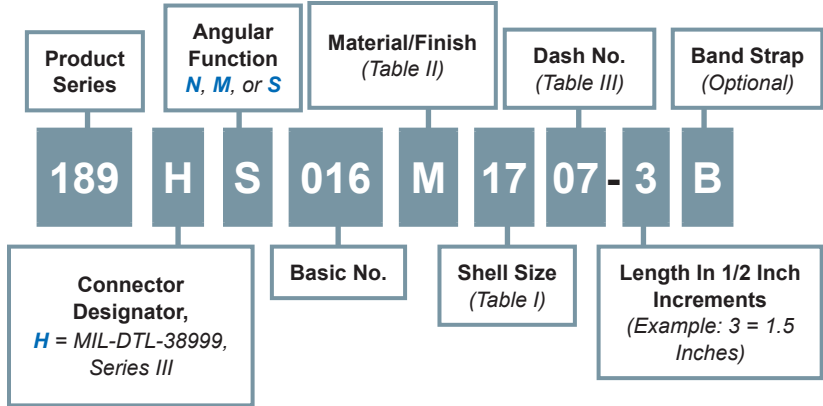 Product
Series
Angular
Function
N, M, or S
Material/Finish
(Table II)
Dash No.
(Table III)
Band Strap
(Optional)
189 H S 016 M 17 07 - 3 B
Connector
Designator,
H = MIL-DTL-38999,
Series III
Basic No.
Shell Size
(Table I)
Length In 1/2 Inch
Increments
(Example: 3 = 1.5
Inches)